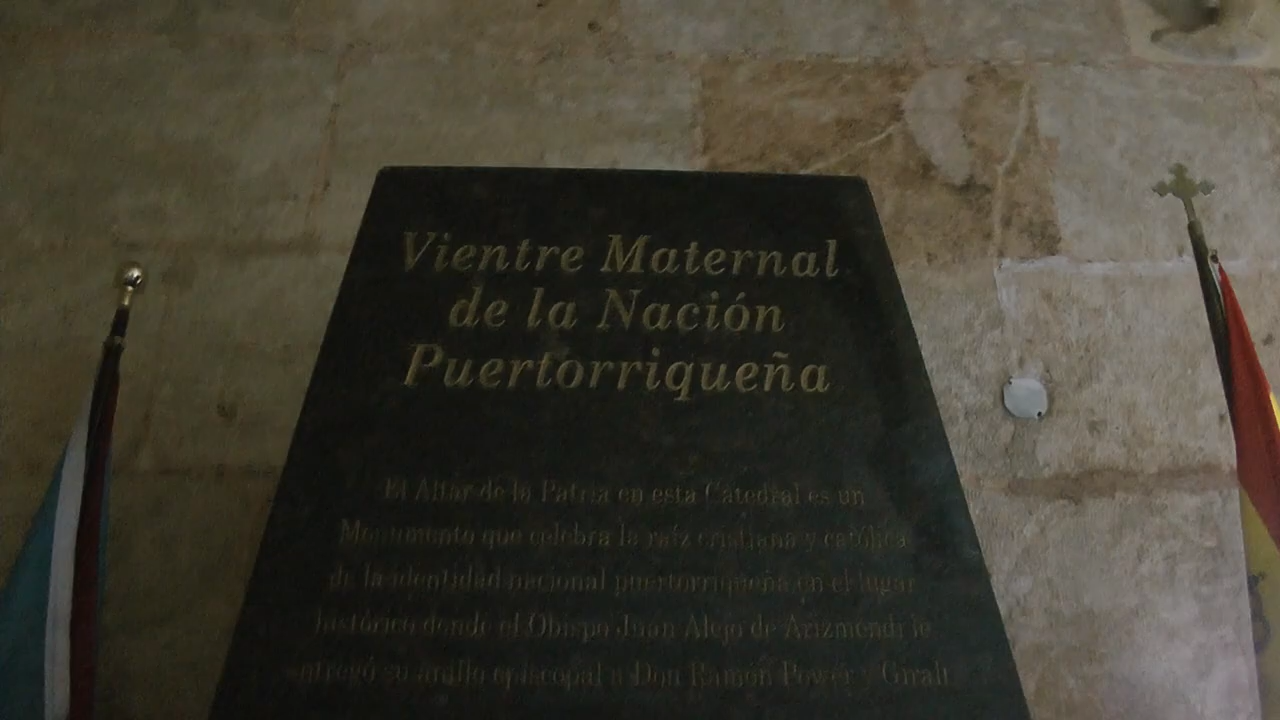 Vientre Maternal
de la Nación
Puertorriqueña
El Altar de la Patria en esta Catedral es un
Monumento que celebra la raíz cristiana y católica
de la identidad nacional puertorriqueña en el lugar
histórico donde el Obispo Juan Alejo de Arizmendi le
entregó su anillo episcopal a Don Ramón Power y Giralt